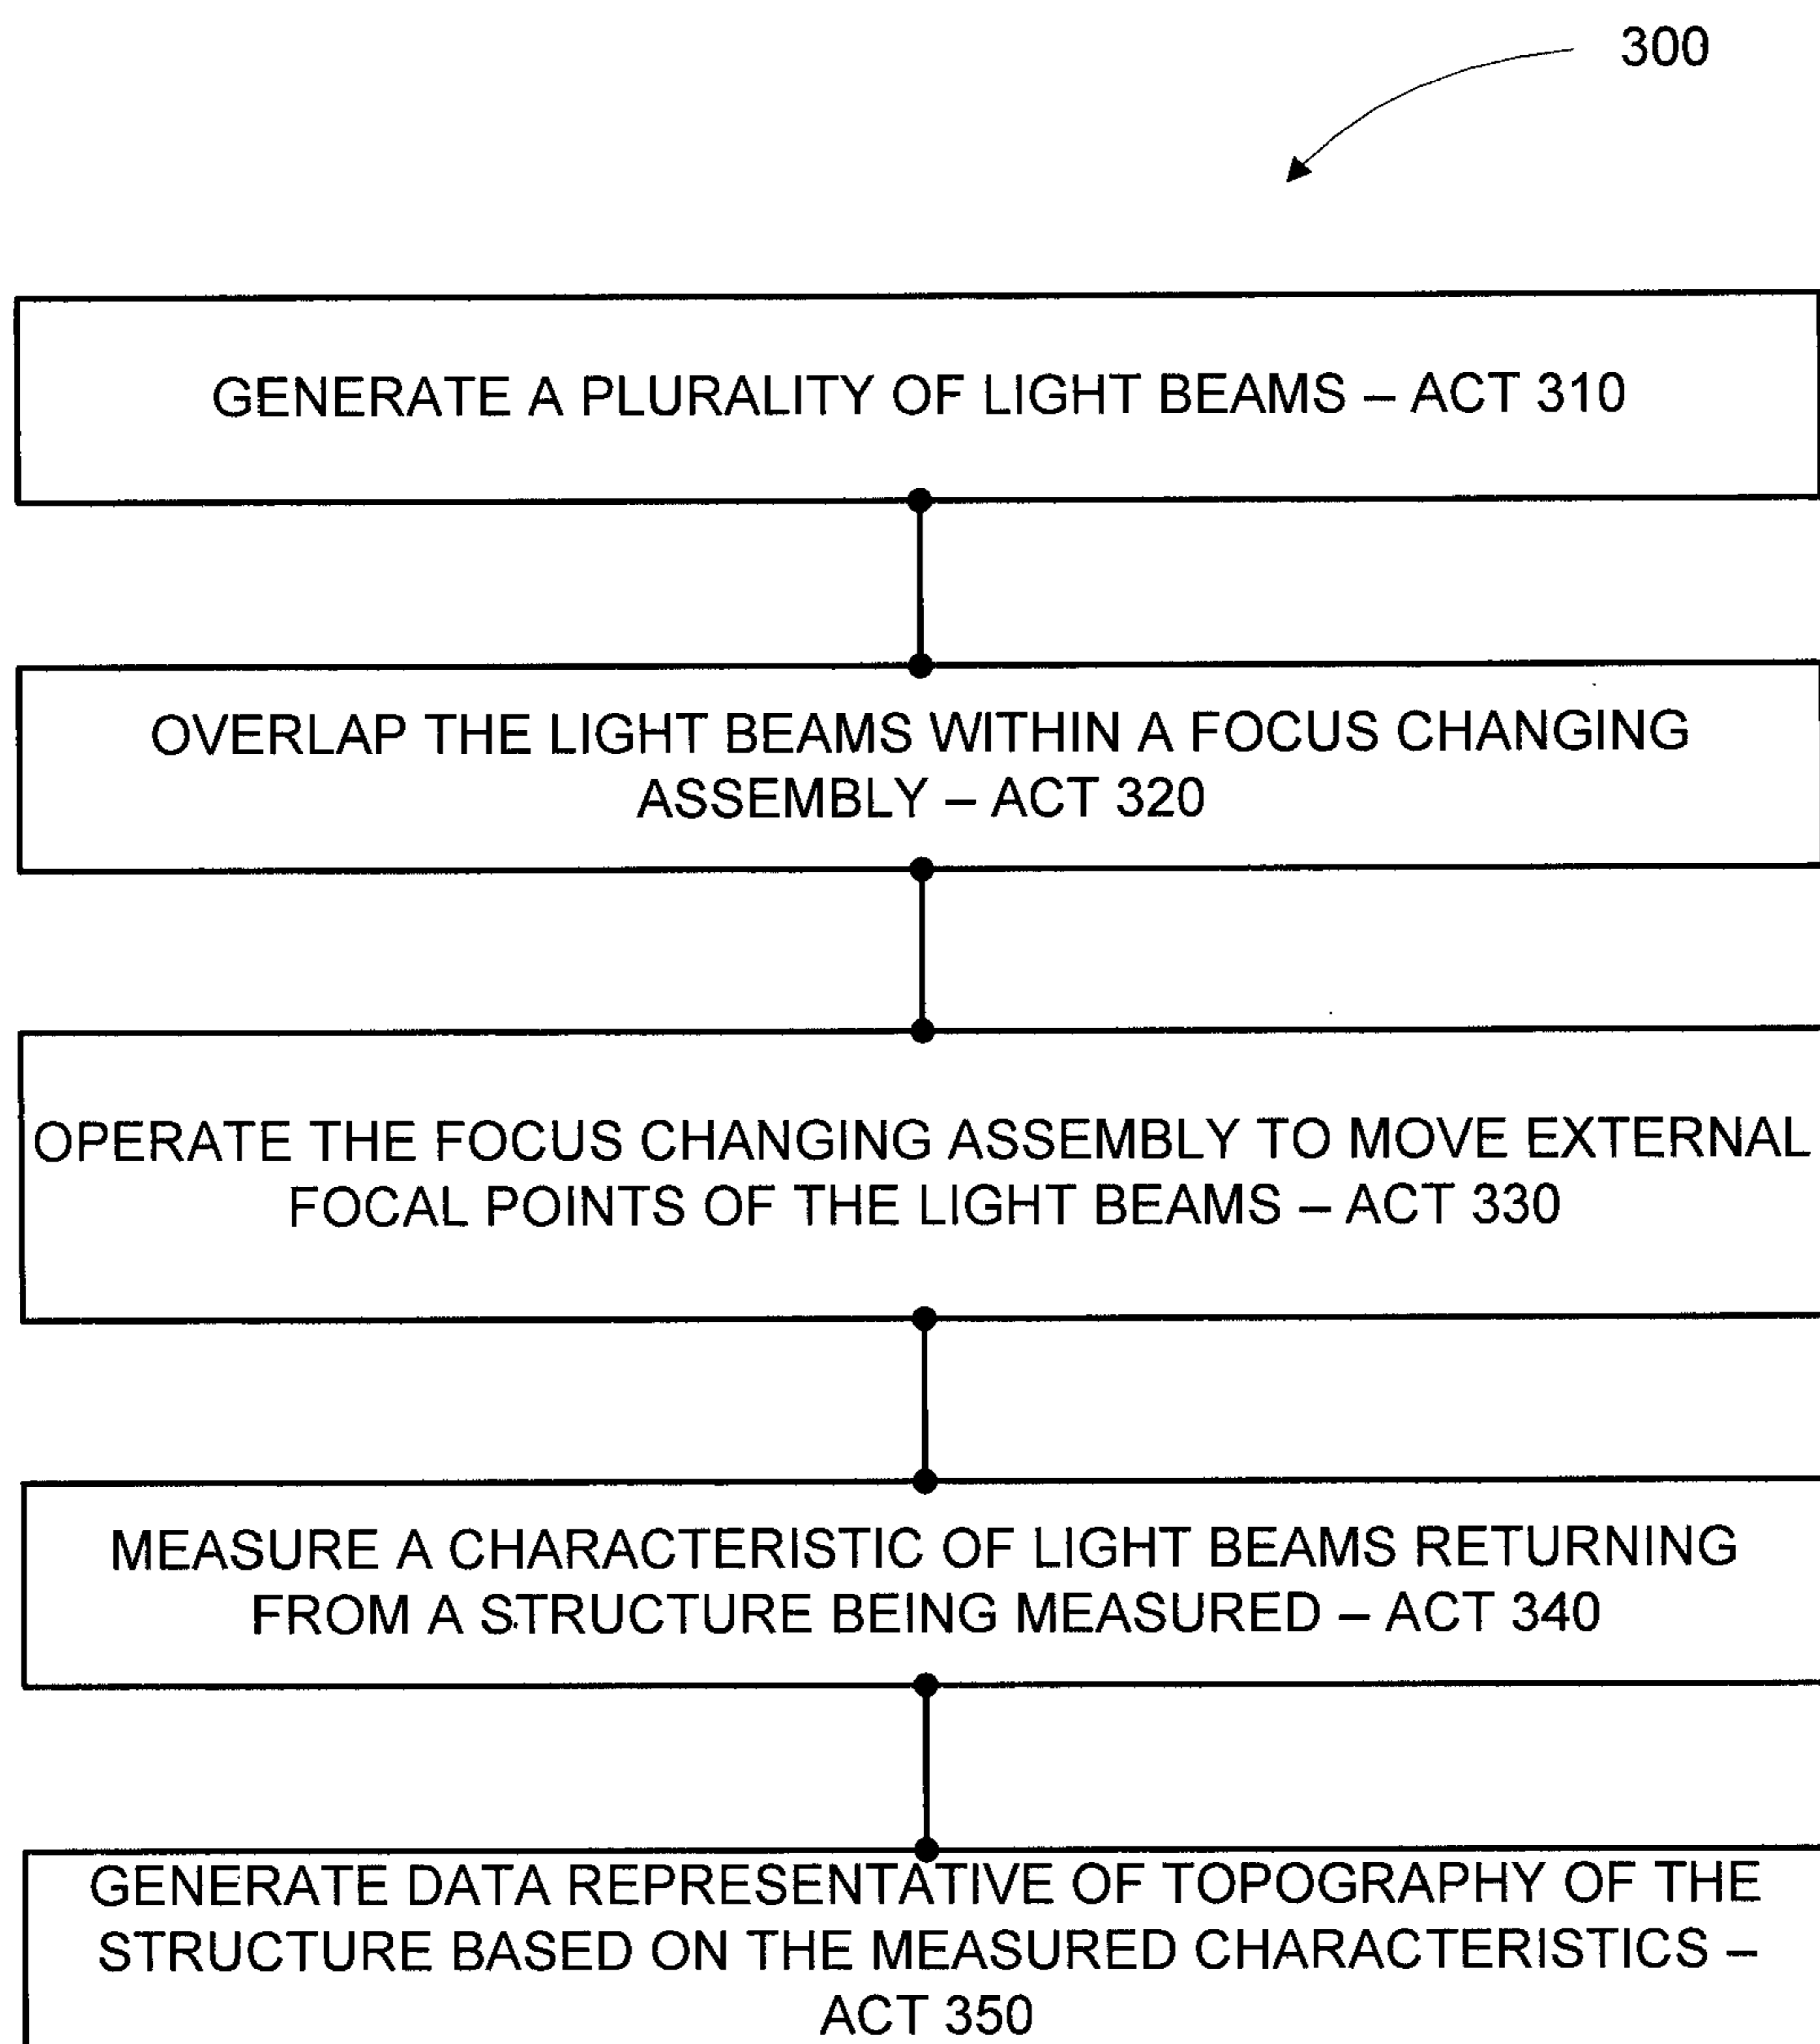 300
GENERATE A PLURALITY OF LIGHT BEAMS – ACT 310
OVERLAP THE LIGHT BEAMS WITHIN A FOCUS CHANGING
ASSEMBLY – ACT 320
OPERATE THE FOCUS CHANGING ASSEMBLY TO MOVE EXTERNAL
FOCAL POINTS OF THE LIGHT BEAMS – ACT 330
MEASURE A CHARACTERISTIC OF LIGHT BEAMS RETURNING
FROM A STRUCTURE BEING MEASURED – ACT 340
GENERATE DATA REPRESENTATIVE OF TOPOGRAPHY OF THE
STRUCTURE BASED ON THE MEASURED CHARACTERISTICS –
ACT 350